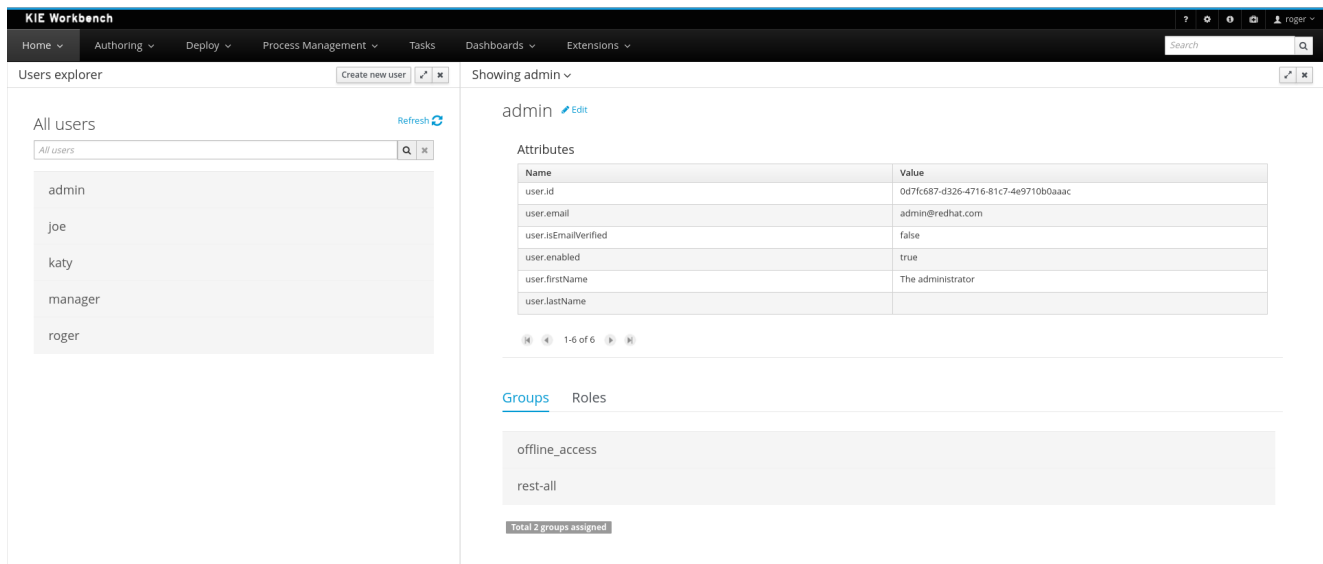 KIE Workbench
? roger
Home Authoring Deploy Process Management Tasks Dashboards Extensions Search
Users explorer Create new user
All users Refresh
All users
admin
joe
katy
manager
roger
Showing admin
admin Edit
Attributes
Name Value
user.id 0d7fc687-d326-4716-81c7-4e9710b0aaac
user.email admin@redhat.com
user.isEmailVerified false
user.enabled true
user.firstName The administrator
user.lastName
1-6 of 6
Groups Roles
offline_access
rest-all
Total 2 groups assigned